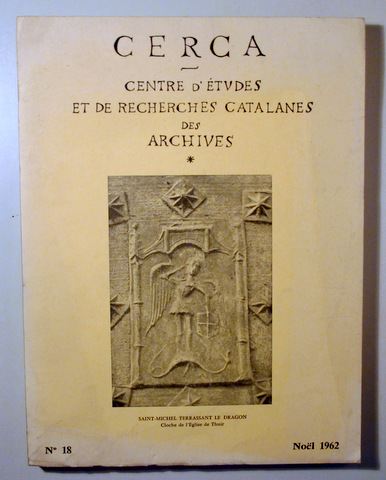 CERCA
CENTRE D'ÉTVDES
ET DE RECHERCHES CATALANES
DES
ARCHIVES
*
SAINT-MICHEL TERRASSANT LE DRAGON
Cloche de l'Eglise de Thuir
N° 18
Noël 1962